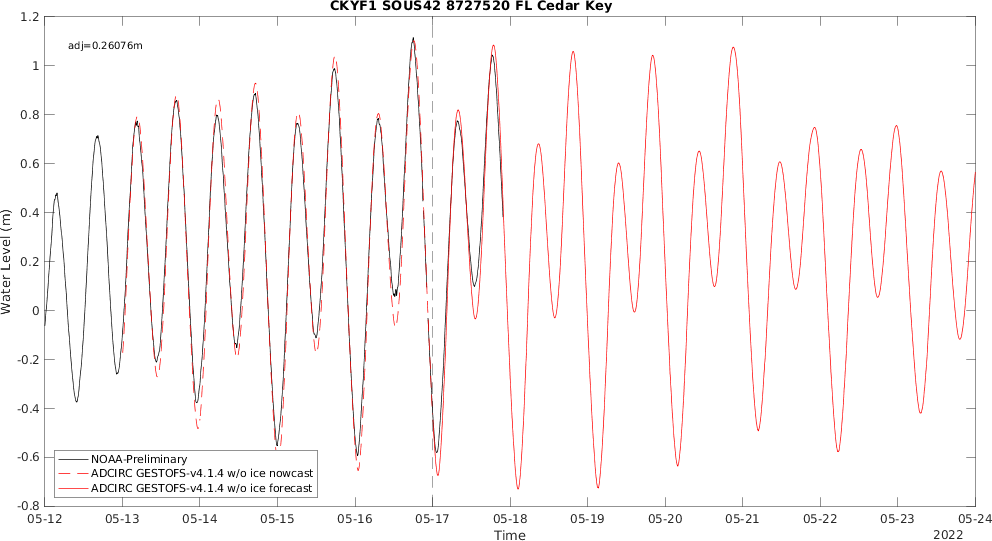 CKYF1 SOUS42 8727520 FL Cedar Key
1.2
adj=0.26076m
1
0.8
0.6
0.4
0.2
0
-0.2
-0.4
-0.6
-0.8
Water Level (m)
NOAA-Preliminary
ADCIRC GESTOFS-v4.1.4 w/o ice nowcast
ADCIRC GESTOFS-v4.1.4 w/o ice forecast
05-12 05-13 05-14 05-15 05-16 05-17 05-18 05-19 05-20 05-21 05-22 05-23 05-24
Time
2022